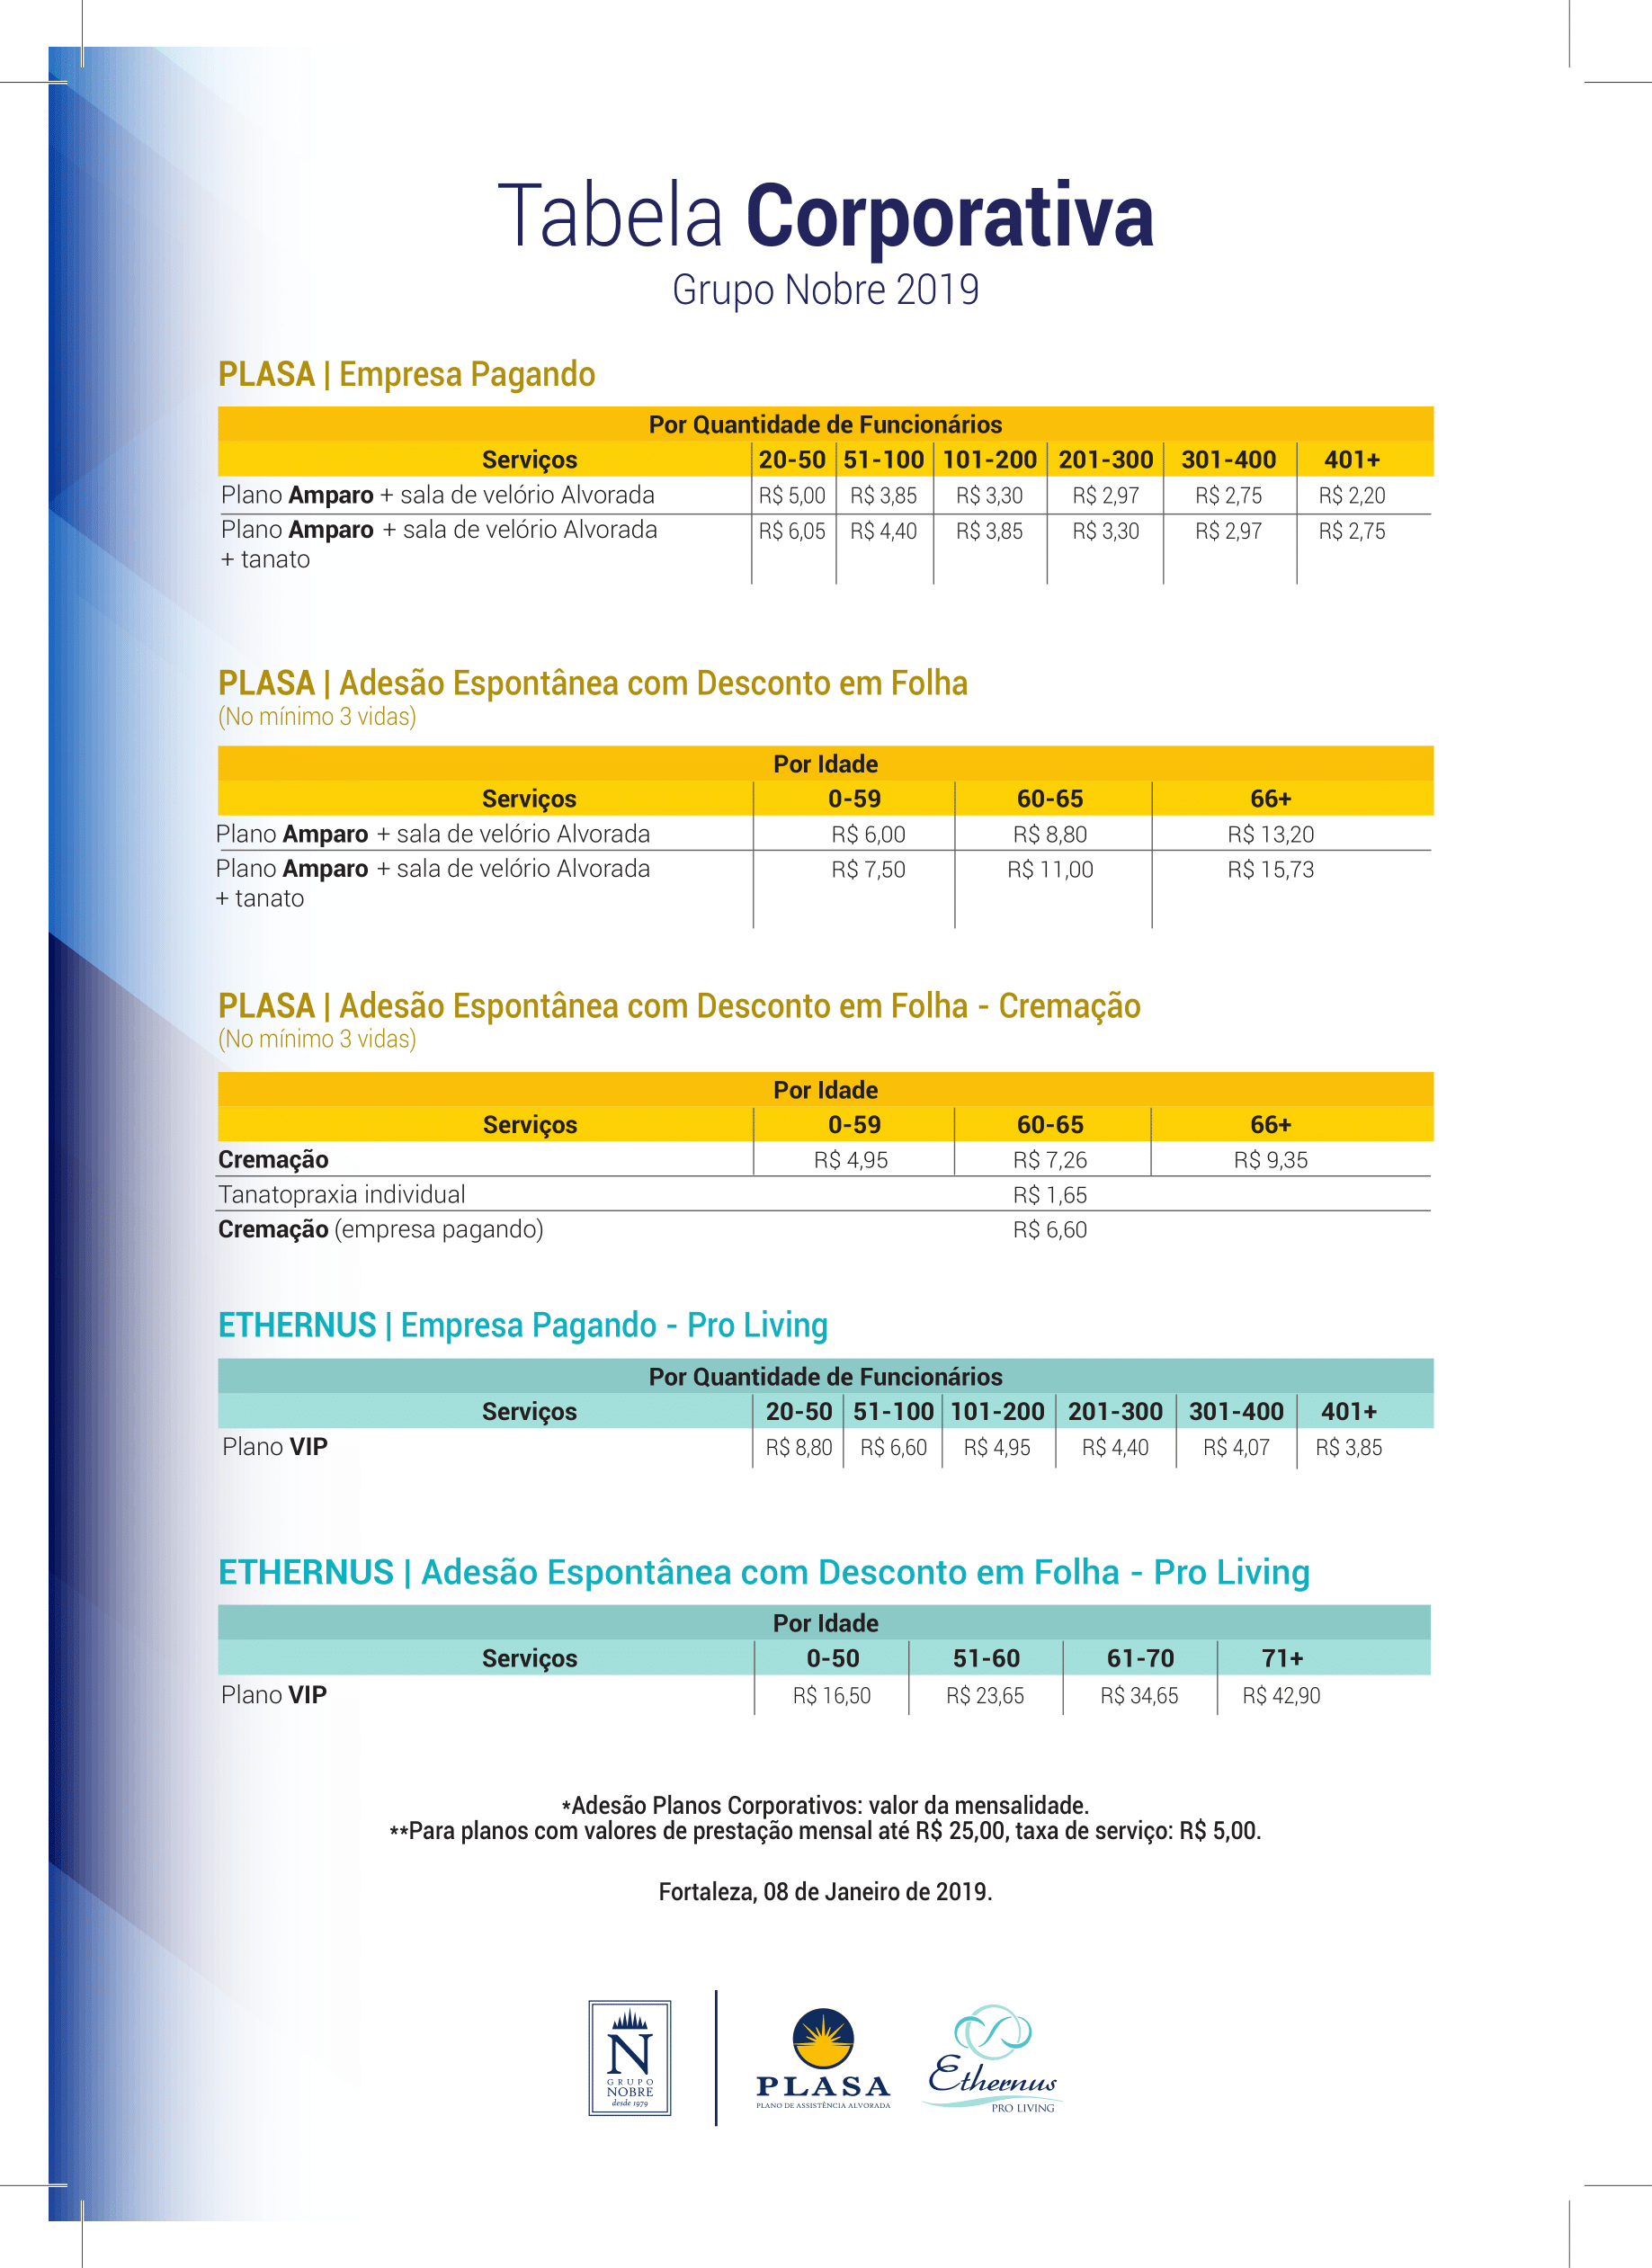 Tabela Corporativa
Grupo Nobre 2019
PLASA | Empresa Pagando
Por Quantidade de Funcionários
Serviços 20-50 51-100 101-200 201-300 301-400 401+
Plano Amparo + sala de velório Alvorada R$ 5,00 R$ 3,85 R$ 3,30 R$ 2,97 R$ 2,75 R$ 2,20
Plano Amparo + sala de velório Alvorada R$ 6,05 R$ 4,40 R$ 3,85 R$ 3,30 R$ 2,97 R$ 2,75
+ tanato
PLASA | Adesão Espontânea com Desconto em Folha
(No mínimo 3 vidas)
Por Idade
Serviços 0-59 60-65 66+
Plano Amparo + sala de velório Alvorada R$ 6,00 R$ 8,80 R$ 13,20
Plano Amparo + sala de velório Alvorada R$ 7,50 R$ 11,00 R$ 15,73
+ tanato
PLASA | Adesão Espontânea com Desconto em Folha - Cremação
(No mínimo 3 vidas)
Por Idade
Serviços 0-59 60-65 66+
Cremação R$ 4,95 R$ 7,26 R$ 9,35
Tanatopraxia individual R$ 1,65
Cremação (empresa pagando) R$ 6,60
ETHERNUS | Empresa Pagando - Pro Living
Por Quantidade de Funcionários
Serviços 20-50 51-100 101-200 201-300 301-400 401+
Plano VIP R$ 8,80 R$ 6,60 R$ 4,95 R$ 4,40 R$ 4,07 R$ 3,85
ETHERNUS | Adesão Espontânea com Desconto em Folha - Pro Living
Por Idade
Serviços 0-50 51-60 61-70 71+
Plano VIP R$ 16,50 R$ 23,65 R$ 34,65 R$ 42,90
*Adesão Planos Corporativos: valor da mensalidade.
**Para planos com valores de prestação mensal até R$ 25,00, taxa de serviço: R$ 5,00.
Fortaleza, 08 de Janeiro de 2019.
N
GRUPO
NOBRE
desde 1979
PLASA
PLANO DE ASSISTÊNCIA ALVORADA
Ethernus
PRO LIVING